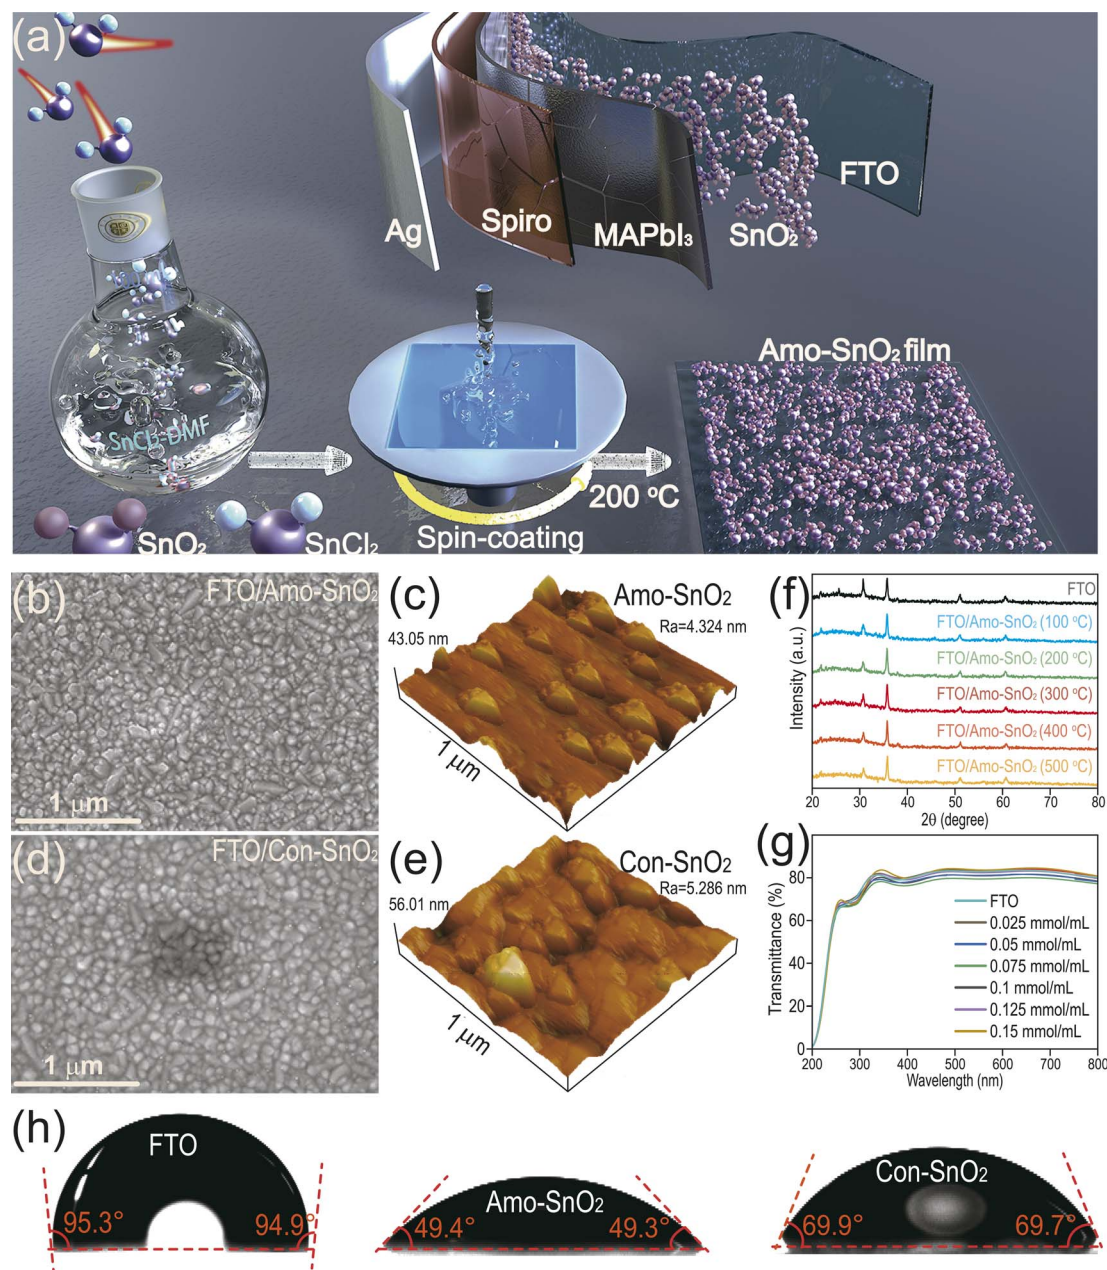 (a)
Ag
Spiro
MAPbI₃
SnO₂
FTO
SnCl₂-DMF
Amo-SnO₂ film
200 °C
Spin-coating
SnO₂
SnCl₂
(b)
FTO/Amo-SnO₂
1 μm
(c)
Amo-SnO₂
Ra=4.324 nm
43.05 nm
1 μm
(d)
FTO/Con-SnO₂
1 μm
(e)
Con-SnO₂
Ra=5.286 nm
56.01 nm
1 μm
(f)
FTO
FTO/Amo-SnO₂ (100 °C)
FTO/Amo-SnO₂ (200 °C)
FTO/Amo-SnO₂ (300 °C)
FTO/Amo-SnO₂ (400 °C)
FTO/Amo-SnO₂ (500 °C)
Intensity (a.u.)
20 30 40 50 60 70 80
2θ (degree)
(g)
Transmittance (%)
80
60
40
20
0
FTO
0.025 mmol/mL
0.05 mmol/mL
0.075 mmol/mL
0.1 mmol/mL
0.125 mmol/mL
0.15 mmol/mL
200 300 400 500 600 700 800
Wavelength (nm)
(h)
FTO
95.3°
94.9°
Amo-SnO₂
49.4°
49.3°
Con-SnO₂
69.9°
69.7°